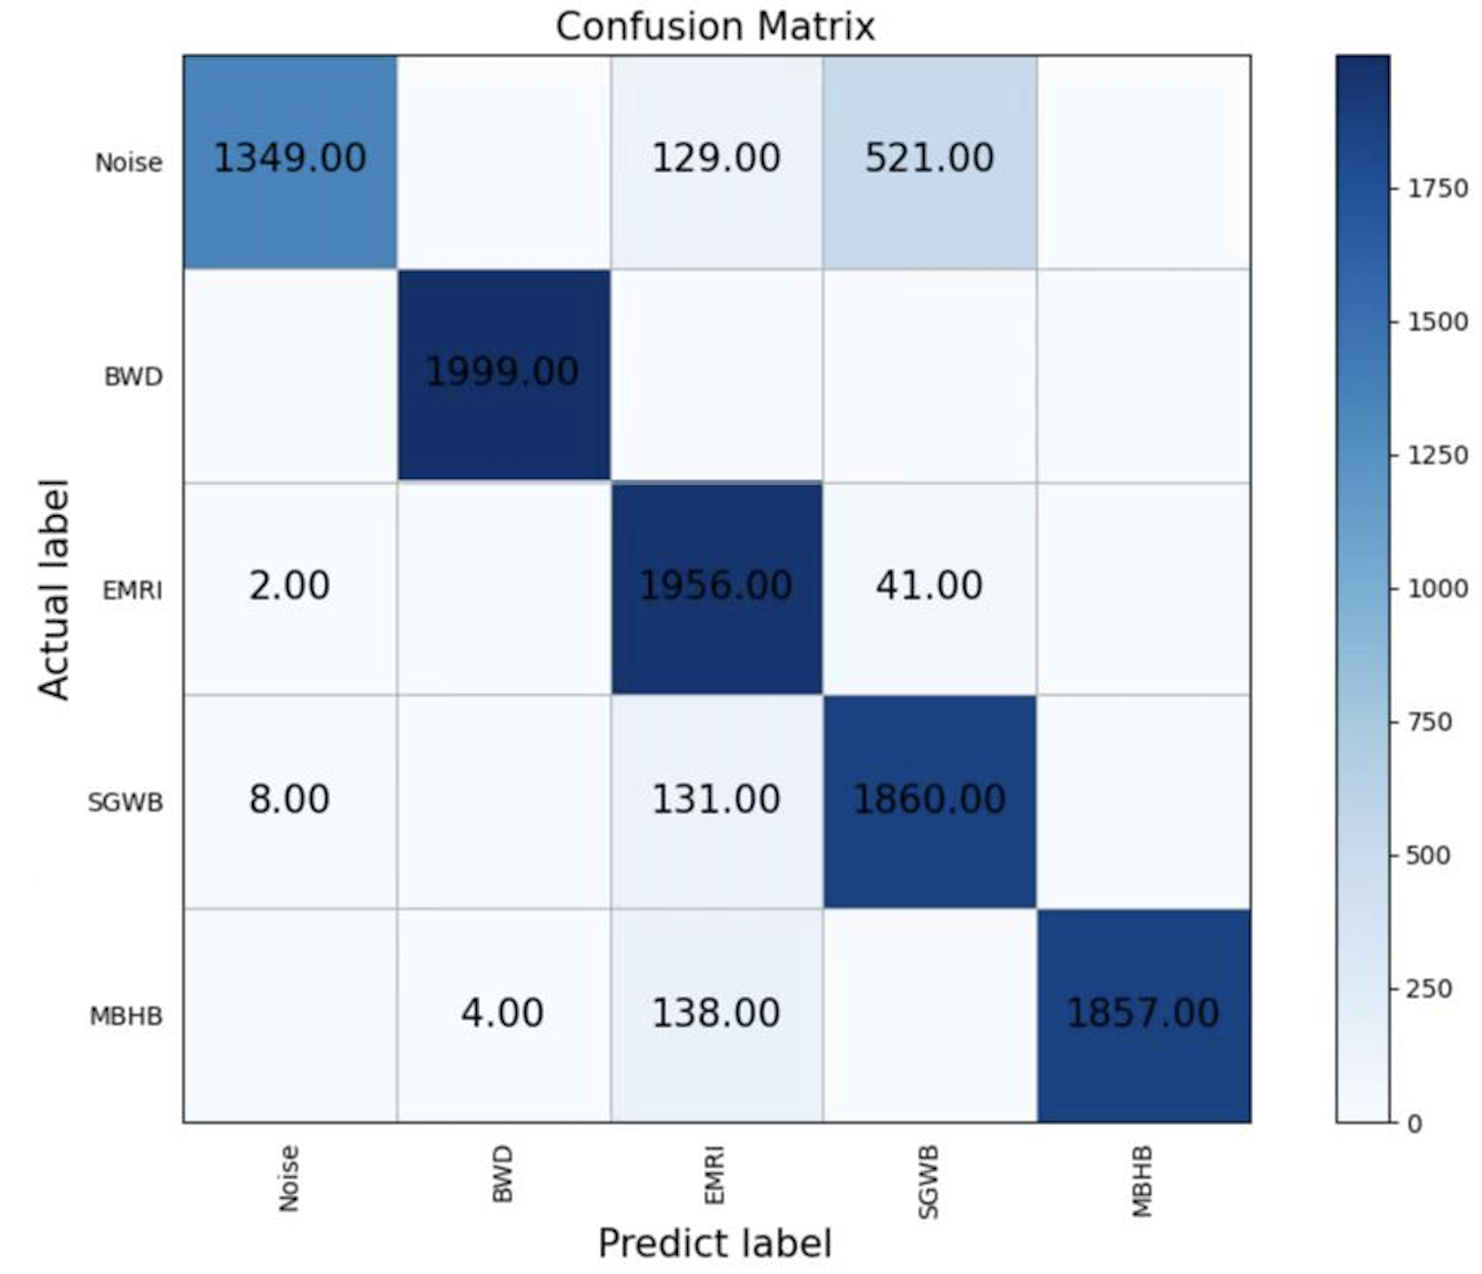 Confusion Matrix
Noise 1349.00 129.00 521.00
BWD 1999.00
EMRI 2.00 1956.00 41.00
SGWB 8.00 131.00 1860.00
MBHB 4.00 138.00 1857.00
Noise BWD EMRI SGWB MBHB
Predict label
Actual label
1750
1500
1250
1000
750
500
250
0